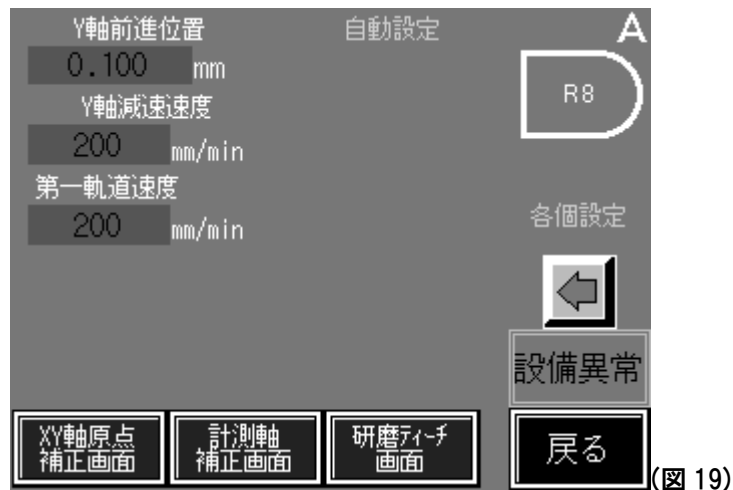 Y軸前進位置
自動設定
A
0.100 mm
R8
Y軸減速速度
200 mm/min
第一軌道速度
200 mm/min
各個設定
設備異常
XY軸原点
補正画面
計測軸
補正画面
研磨ティーチ
画面
戻る
(図 19)